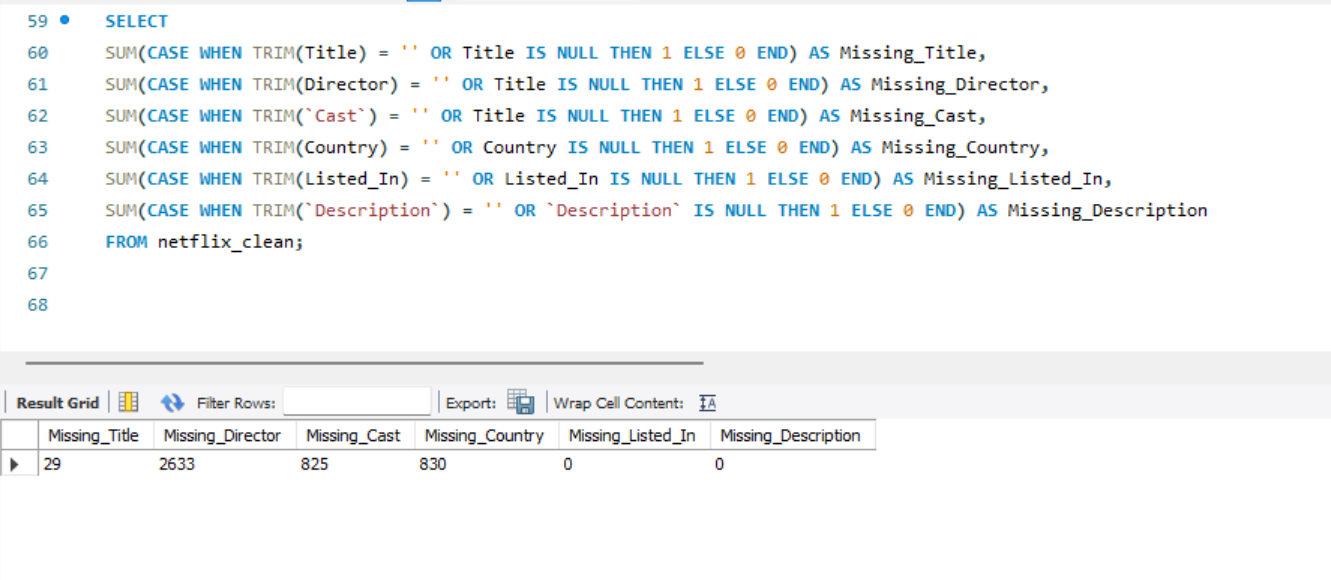 59 SELECT
60 SUM(CASE WHEN TRIM(Title) = '' OR Title IS NULL THEN 1 ELSE 0 END) AS Missing_Title,
61 SUM(CASE WHEN TRIM(Director) = '' OR Title IS NULL THEN 1 ELSE 0 END) AS Missing_Director,
62 SUM(CASE WHEN TRIM(`Cast`) = '' OR Title IS NULL THEN 1 ELSE 0 END) AS Missing_Cast,
63 SUM(CASE WHEN TRIM(Country) = '' OR Country IS NULL THEN 1 ELSE 0 END) AS Missing_Country,
64 SUM(CASE WHEN TRIM(Listed_In) = '' OR Listed_In IS NULL THEN 1 ELSE 0 END) AS Missing_Listed_In,
65 SUM(CASE WHEN TRIM(`Description`) = '' OR `Description` IS NULL THEN 1 ELSE 0 END) AS Missing_Description
66 FROM netflix_clean;
67
68
Result Grid Filter Rows: Export: Wrap Cell Content: IA
Missing_Title Missing_Director Missing_Cast Missing_Country Missing_Listed_In Missing_Description
29 2633 825 830 0 0